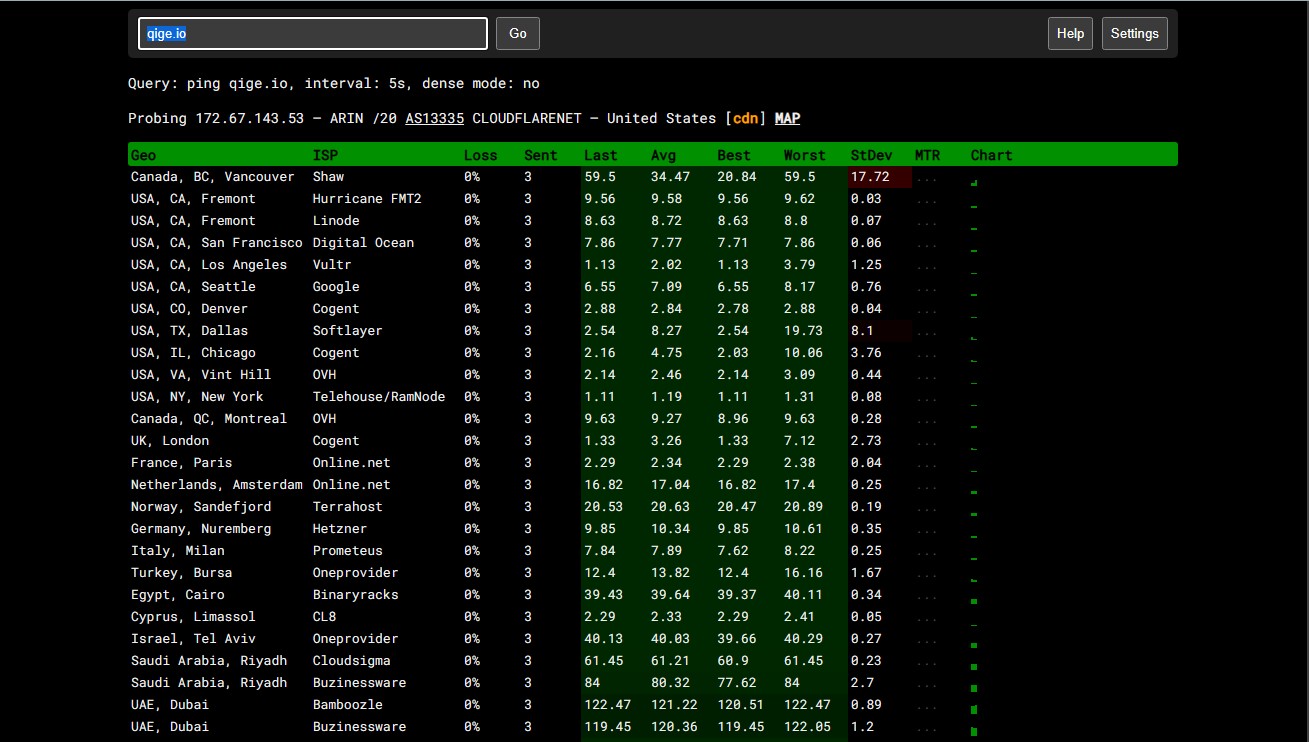 qige.io Go Help Settings
Query: ping qige.io, interval: 5s, dense mode: no
Probing 172.67.143.53 — ARIN /20 AS13335 CLOUDFLARENET — United States [cdn] MAP
Geo ISP Loss Sent Last Avg Best Worst StDev MTR Chart
Canada, BC, Vancouver Shaw 0% 3 59.5 34.47 20.84 59.5 17.72 ...
USA, CA, Fremont Hurricane FMT2 0% 3 9.56 9.58 9.56 9.62 0.03 ...
USA, CA, Fremont Linode 0% 3 8.63 8.72 8.63 8.8 0.07 ...
USA, CA, San Francisco Digital Ocean 0% 3 7.86 7.77 7.71 7.86 0.06 ...
USA, CA, Los Angeles Vultr 0% 3 1.13 2.02 1.13 3.79 1.25 ...
USA, CA, Seattle Google 0% 3 6.55 7.09 6.55 8.17 0.76 ...
USA, CO, Denver Cogent 0% 3 2.88 2.84 2.78 2.88 0.04 ...
USA, TX, Dallas Softlayer 0% 3 2.54 8.27 2.54 19.73 8.1 ...
USA, IL, Chicago Cogent 0% 3 2.16 4.75 2.03 10.06 3.76 ...
USA, VA, Vint Hill OVH 0% 3 2.14 2.46 2.14 3.09 0.44 ...
USA, NY, New York Telehouse/RamNode 0% 3 1.11 1.19 1.11 1.31 0.08 ...
Canada, QC, Montreal OVH 0% 3 9.63 9.27 8.96 9.63 0.28 ...
UK, London Cogent 0% 3 1.33 3.26 1.33 7.12 2.73 ...
France, Paris Online.net 0% 3 2.29 2.34 2.29 2.38 0.04 ...
Netherlands, Amsterdam Online.net 0% 3 16.82 17.04 16.82 17.4 0.25 ...
Norway, Sandefjord Terrahost 0% 3 20.53 20.63 20.47 20.89 0.19 ...
Germany, Nuremberg Hetzner 0% 3 9.85 10.34 9.85 10.61 0.35 ...
Italy, Milan Prometeus 0% 3 7.84 7.89 7.62 8.22 0.25 ...
Turkey, Bursa Oneprovider 0% 3 12.4 13.82 12.4 16.16 1.67 ...
Egypt, Cairo Binaryracks 0% 3 39.43 39.64 39.37 40.11 0.34 ...
Cyprus, Limassol CL8 0% 3 2.29 2.33 2.29 2.41 0.05 ...
Israel, Tel Aviv Oneprovider 0% 3 40.13 40.03 39.66 40.29 0.27 ...
Saudi Arabia, Riyadh Cloudsigma 0% 3 61.45 61.21 60.9 61.45 0.23 ...
Saudi Arabia, Riyadh Buzinessware 0% 3 84 80.32 77.62 84 2.7 ...
UAE, Dubai Bamboozle 0% 3 122.47 121.22 120.51 122.47 0.89 ...
UAE, Dubai Buzinessware 0% 3 119.45 120.36 119.45 122.05 1.2 ...